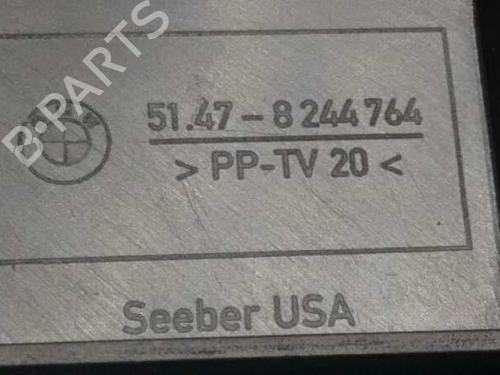 51.47-8 244 764
> PP-TV 20 <
Seeber USA
B-PARTS